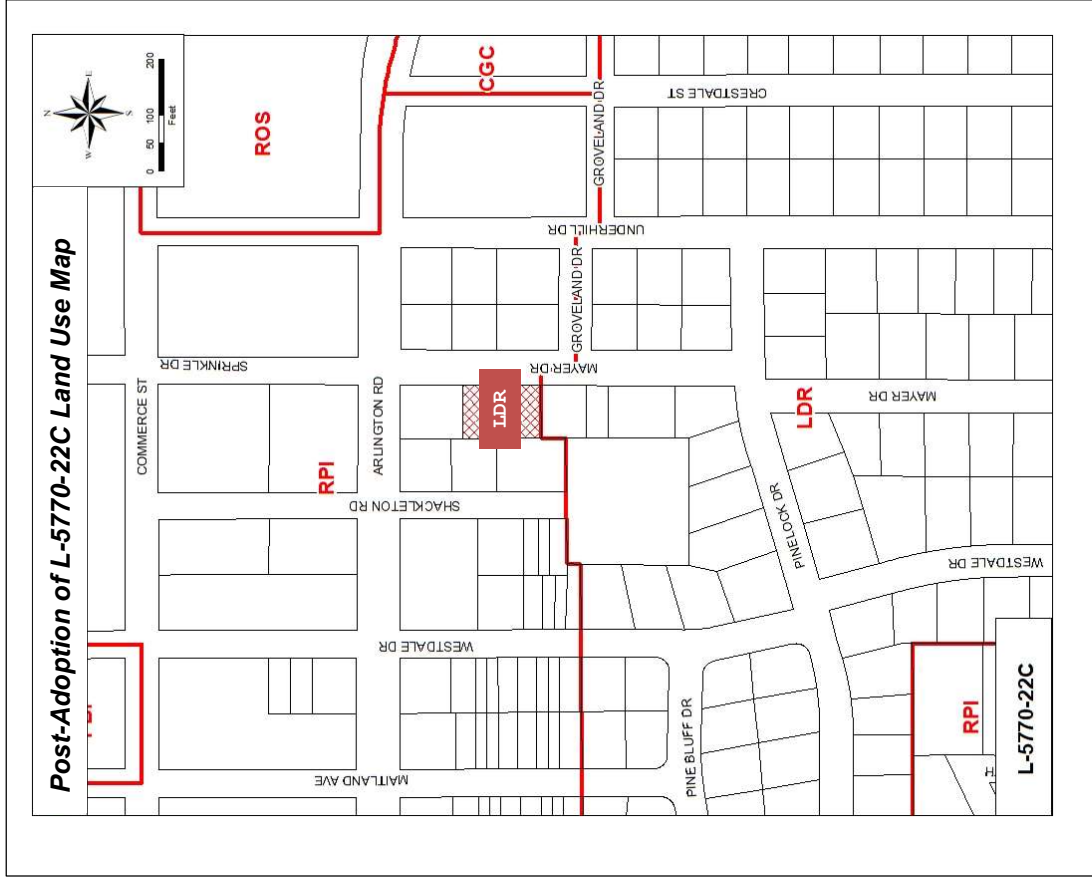 Post-Adoption of L-5770-22C Land Use Map
N
W
E
S
0 50 100 200
Feet
ROS
CGC
CRESTDALE ST
GROVELAND DR
UNDERHILL DR
GROVELAND DR
SPRINKLE DR
MAYER DR
COMMERCE ST
ARLINGTON RD
LDR
RPI
SHACKLETON RD
LDR
MAYER DR
PINELOCK DR
WESTDALE DR
WESTDALE DR
MAITLAND AVE
PINE BLUFF DR
RPI
L-5770-22C